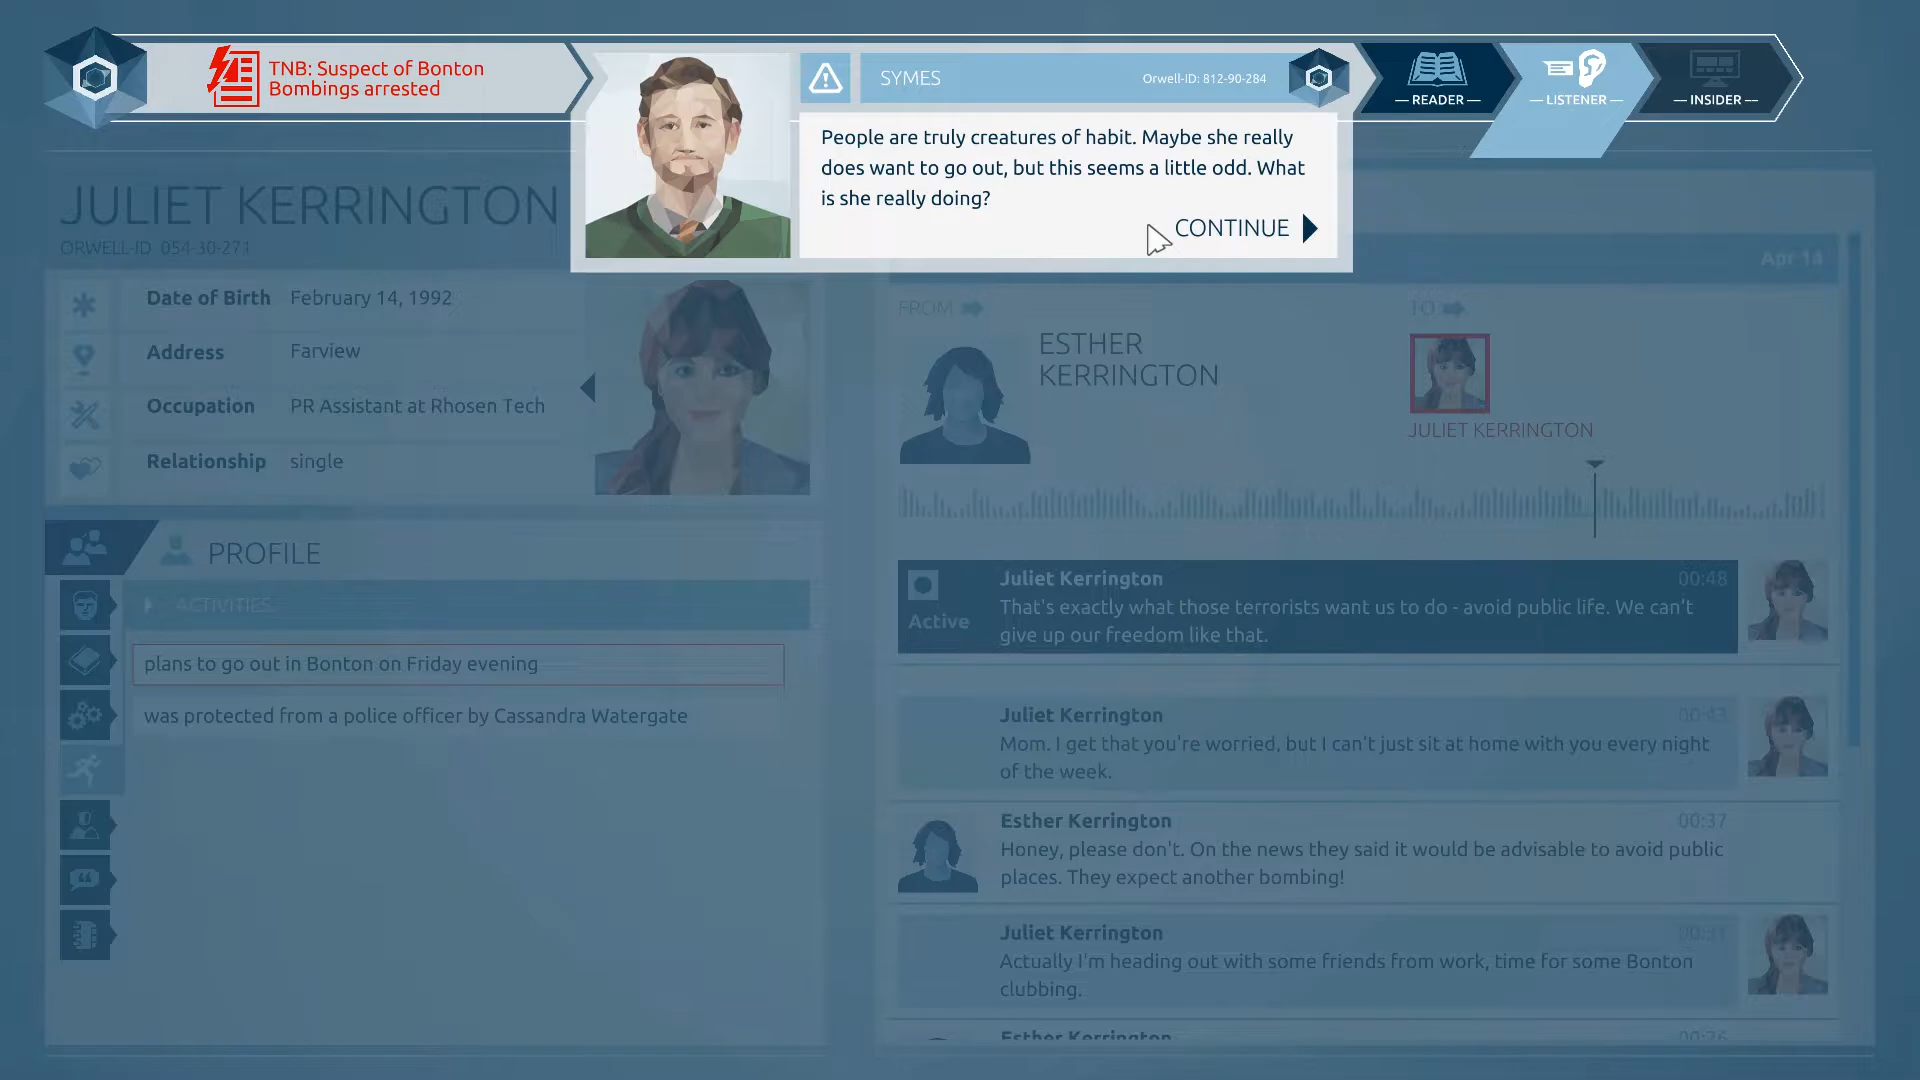 TNB: Suspect of Bonton
Bombings arrested
SYMES
Orwell-ID: 812-90-284
People are truly creatures of habit. Maybe she really
does want to go out, but this seems a little odd. What
is she really doing?
CONTINUE
— READER —
— LISTENER —
— INSIDER —
JULIET KERRINGTON
ORWELL-ID 054-30-271
Date of Birth February 14, 1992
Address Farview
Occupation PR Assistant at Rhosen Tech
Relationship single
PROFILE
ACTIVITIES
plans to go out in Bonton on Friday evening
was protected from a police officer by Cassandra Watergate
Apr 14
FROM
TO
ESTHER
KERRINGTON
JULIET KERRINGTON
Juliet Kerrington 00:48
Active
That's exactly what those terrorists want us to do - avoid public life. We can't
give up our freedom like that.
Juliet Kerrington 00:43
Mom. I get that you're worried, but I can't just sit at home with you every night
of the week.
Esther Kerrington 00:37
Honey, please don't. On the news they said it would be advisable to avoid public
places. They expect another bombing!
Juliet Kerrington 00:31
Actually I'm heading out with some friends from work, time for some Bonton
clubbing.
Esther Kerrington 00:26